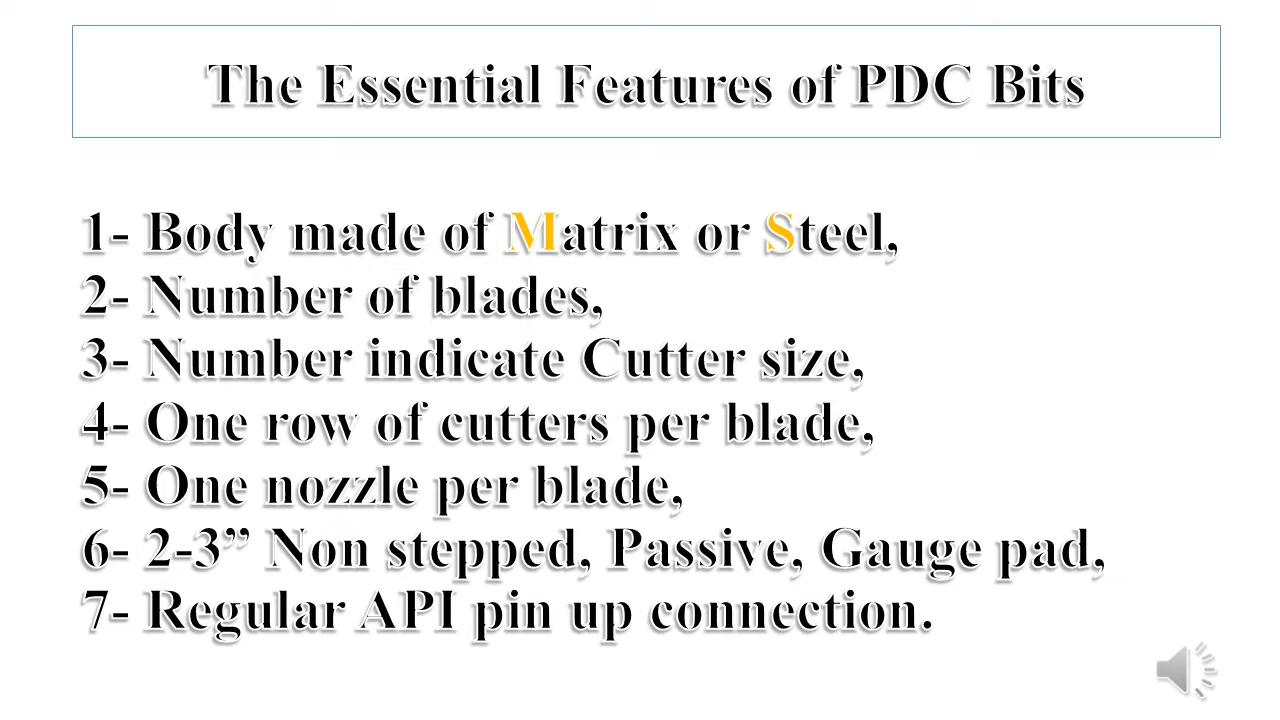 The Essential Features of PDC Bits
1- Body made of Matrix or Steel,
2- Number of blades,
3- Number indicate Cutter size,
4- One row of cutters per blade,
5- One nozzle per blade,
6- 2-3” Non stepped, Passive, Gauge pad,
7- Regular API pin up connection.